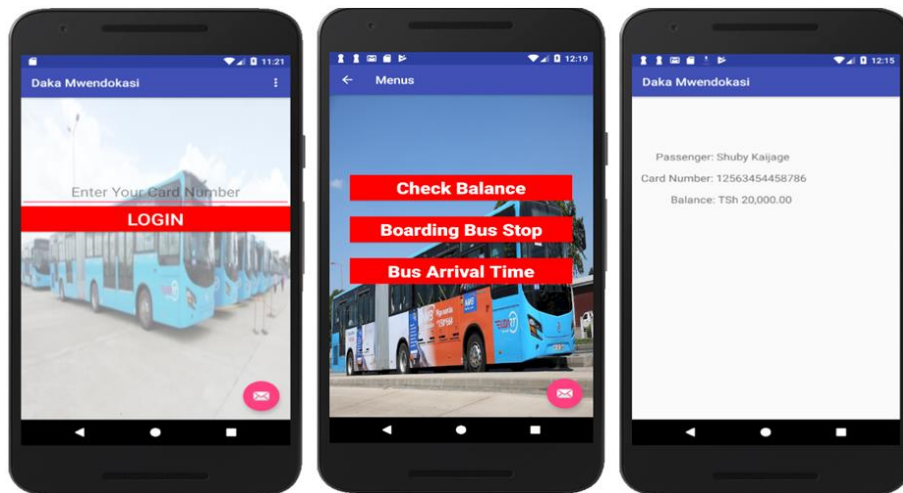 11:21
Daka Mwendokasi
Enter Your Card Number
LOGIN
12:19
Menus
Check Balance
Boarding Bus Stop
Bus Arrival Time
12:15
Daka Mwendokasi
Passenger: Shuby Kaijage
Card Number: 12563454458786
Balance: TSh 20,000.00